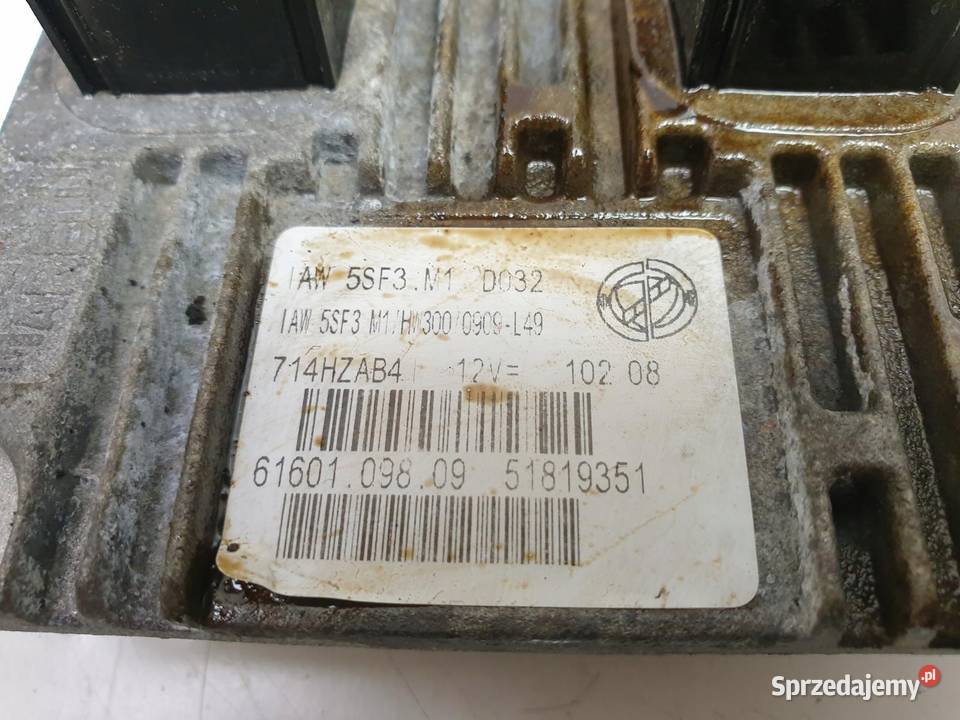 IAW 5SF3.M1 D032
IAW 5SF3 M1/HW300/0909-L49
714HZAB4 12V= 102 08
61601.098.09 51819351
Sprzedajemy.pl